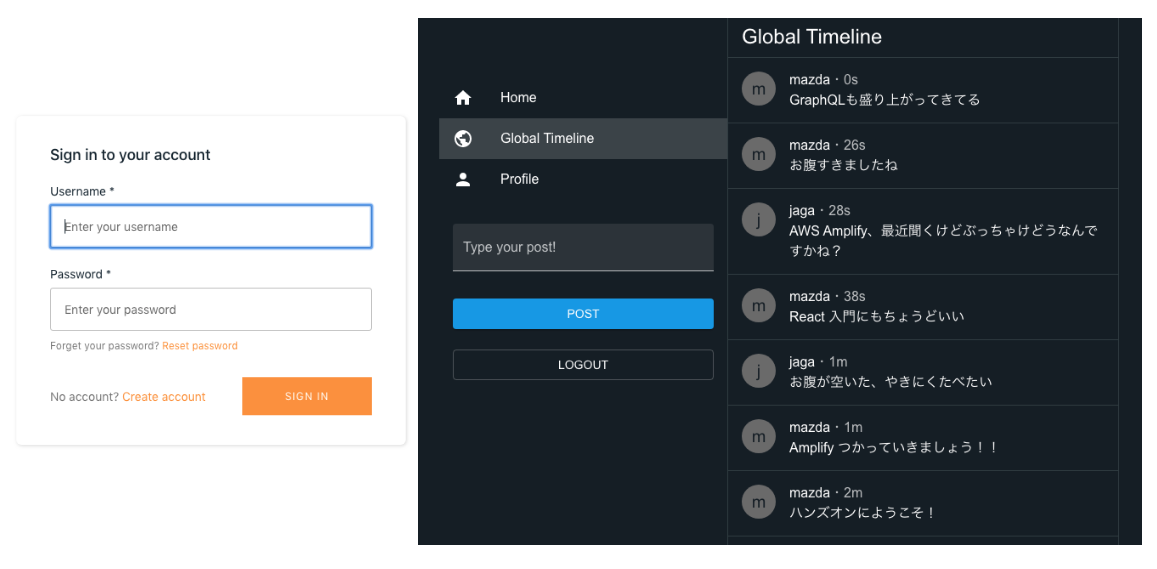 Sign in to your account
Username *
Enter your username
Password *
Enter your password
Forget your password? Reset password
No account? Create account
SIGN IN
Home
Global Timeline
Profile
Type your post!
POST
LOGOUT
Global Timeline
m
mazda · 0s
GraphQLも盛り上がってきてる
m
mazda · 26s
お腹すきましたね
j
jaga · 28s
AWS Amplify、最近聞くけどぶっちゃけどうなんで
すかね？
m
mazda · 38s
React 入門にもちょうどいい
j
jaga · 1m
お腹が空いた、やきにくたべたい
m
mazda · 1m
Amplify つかっていきましょう！！
m
mazda · 2m
ハンズオンにようこそ！